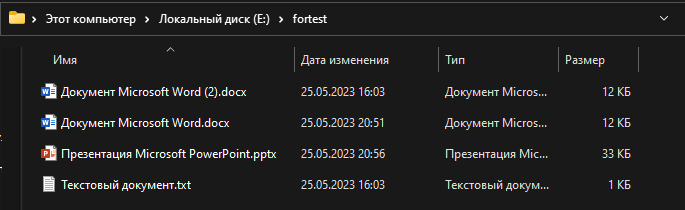 Этот компьютер > Локальный диск (E:) > fortest
Имя Дата изменения Тип Размер
Документ Microsoft Word (2).docx 25.05.2023 16:03 Документ Micros... 12 КБ
Документ Microsoft Word.docx 25.05.2023 20:51 Документ Micros... 12 КБ
Презентация Microsoft PowerPoint.pptx 25.05.2023 20:56 Презентация Mic... 33 КБ
Текстовый документ.txt 25.05.2023 16:03 Текстовый докум... 1 КБ